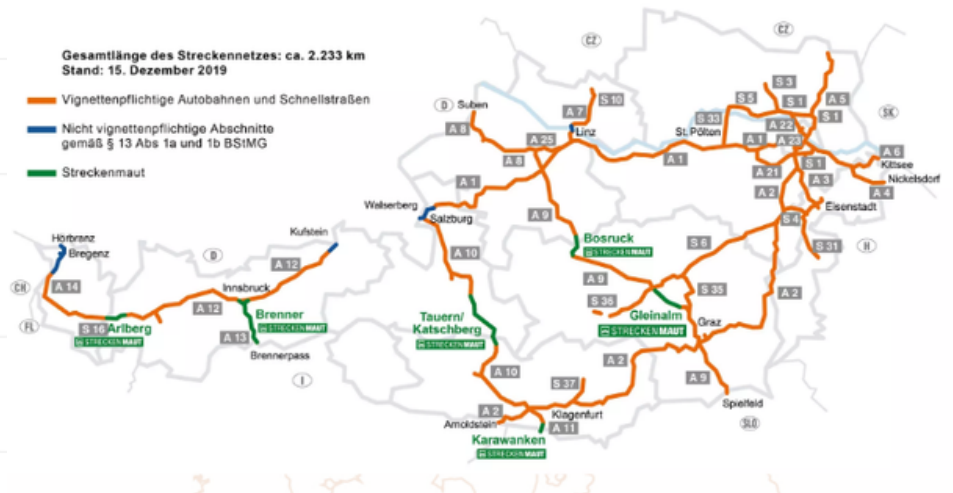 Gesamtlänge des Streckennetzes: ca. 2.233 km
Stand: 15. Dezember 2019
Vignettenpflichtige Autobahnen und Schnellstraßen
Nicht vignettenpflichtige Abschnitte
gemäß § 13 Abs 1a und 1b BStMG
Streckenmaut
CZ
CZ
S 3
S 10
S 5
S 1
A 5
D
Suben
A 7
S 33
S 1
SK
A 8
Linz
St. Pölten
A 22
A 25
A 1
A 23
A 6
A 8
A 1
S 1
Kittsee
A 21
A 3
Nickelsdorf
A 1
A 2
A 4
Walserberg
Eisenstadt
Salzburg
A 9
S 4
Hörbranz
Kufstein
Bosruck
STRECKENMAUT
S 6
S 31
H
Bregenz
D
A 12
A 10
CH
A 14
Innsbruck
A 9
S 35
A 2
A 12
S 36
FL
S 16
Arlberg
STRECKENMAUT
Brenner
STRECKENMAUT
Tauern/
Katschberg
STRECKENMAUT
Gleinalm
STRECKENMAUT
Graz
A 13
Brennerpass
A 2
I
A 10
S 37
A 9
Spielfeld
A 2
Klagenfurt
SLO
Arnoldstein
A 11
Karawanken
STRECKENMAUT